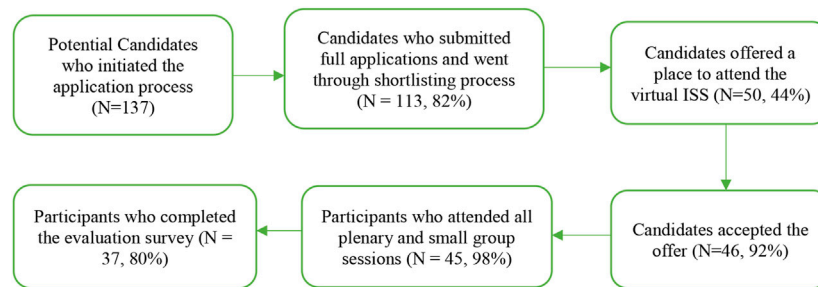 Potential Candidates
who initiated the
application process
(N=137)
Candidates who submitted
full applications and went
through shortlisting process
(N = 113, 82%)
Candidates offered a
place to attend the
virtual ISS (N=50, 44%)
Candidates accepted the
offer (N=46, 92%)
Participants who attended all
plenary and small group
sessions (N = 45, 98%)
Participants who completed
the evaluation survey (N =
37, 80%)